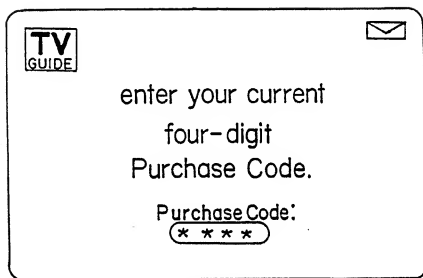 TV
GUIDE
enter your current
four-digit
Purchase Code.
Purchase Code:
* * * *